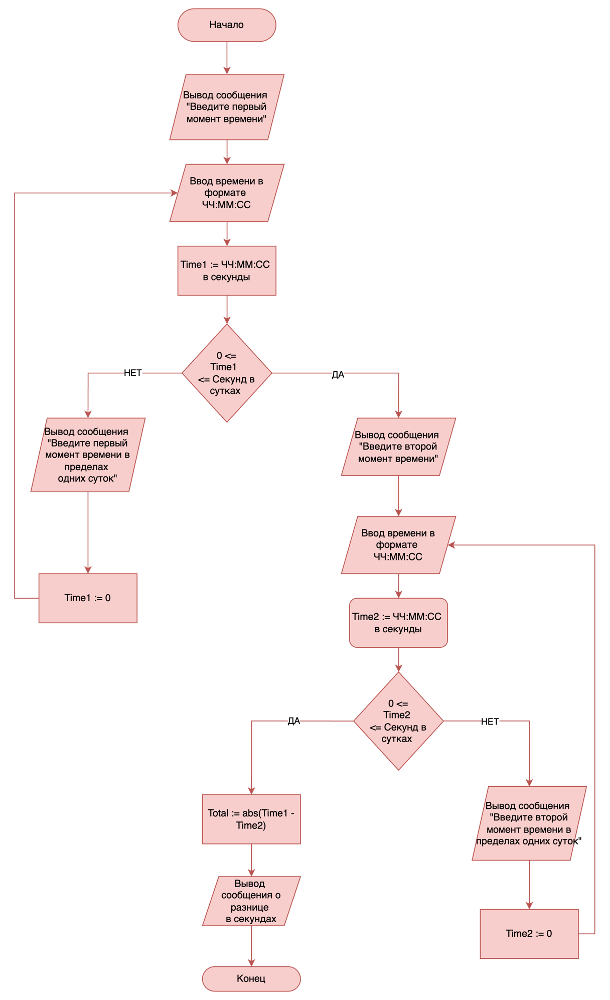 Начало
Вывод сообщения
"Введите первый
момент времени"
Ввод времени в
формате
ЧЧ:ММ:СС
Time1 := ЧЧ:ММ:СС
в секунды
0 <=
Time1
<= Секунд в
сутках
НЕТ
ДА
Вывод сообщения
"Введите первый
момент времени в
пределах
одних суток"
Time1 := 0
Вывод сообщения
"Введите второй
момент времени"
Ввод времени в
формате
ЧЧ:ММ:СС
Time2 := ЧЧ:ММ:СС
в секунды
0 <=
Time2
<= Секунд в
сутках
ДА
НЕТ
Total := abs(Time1 -
Time2)
Вывод
сообщения о
разнице
в секундах
Конец
Вывод сообщения
"Введите второй
момент времени в
пределах одних суток"
Time2 := 0